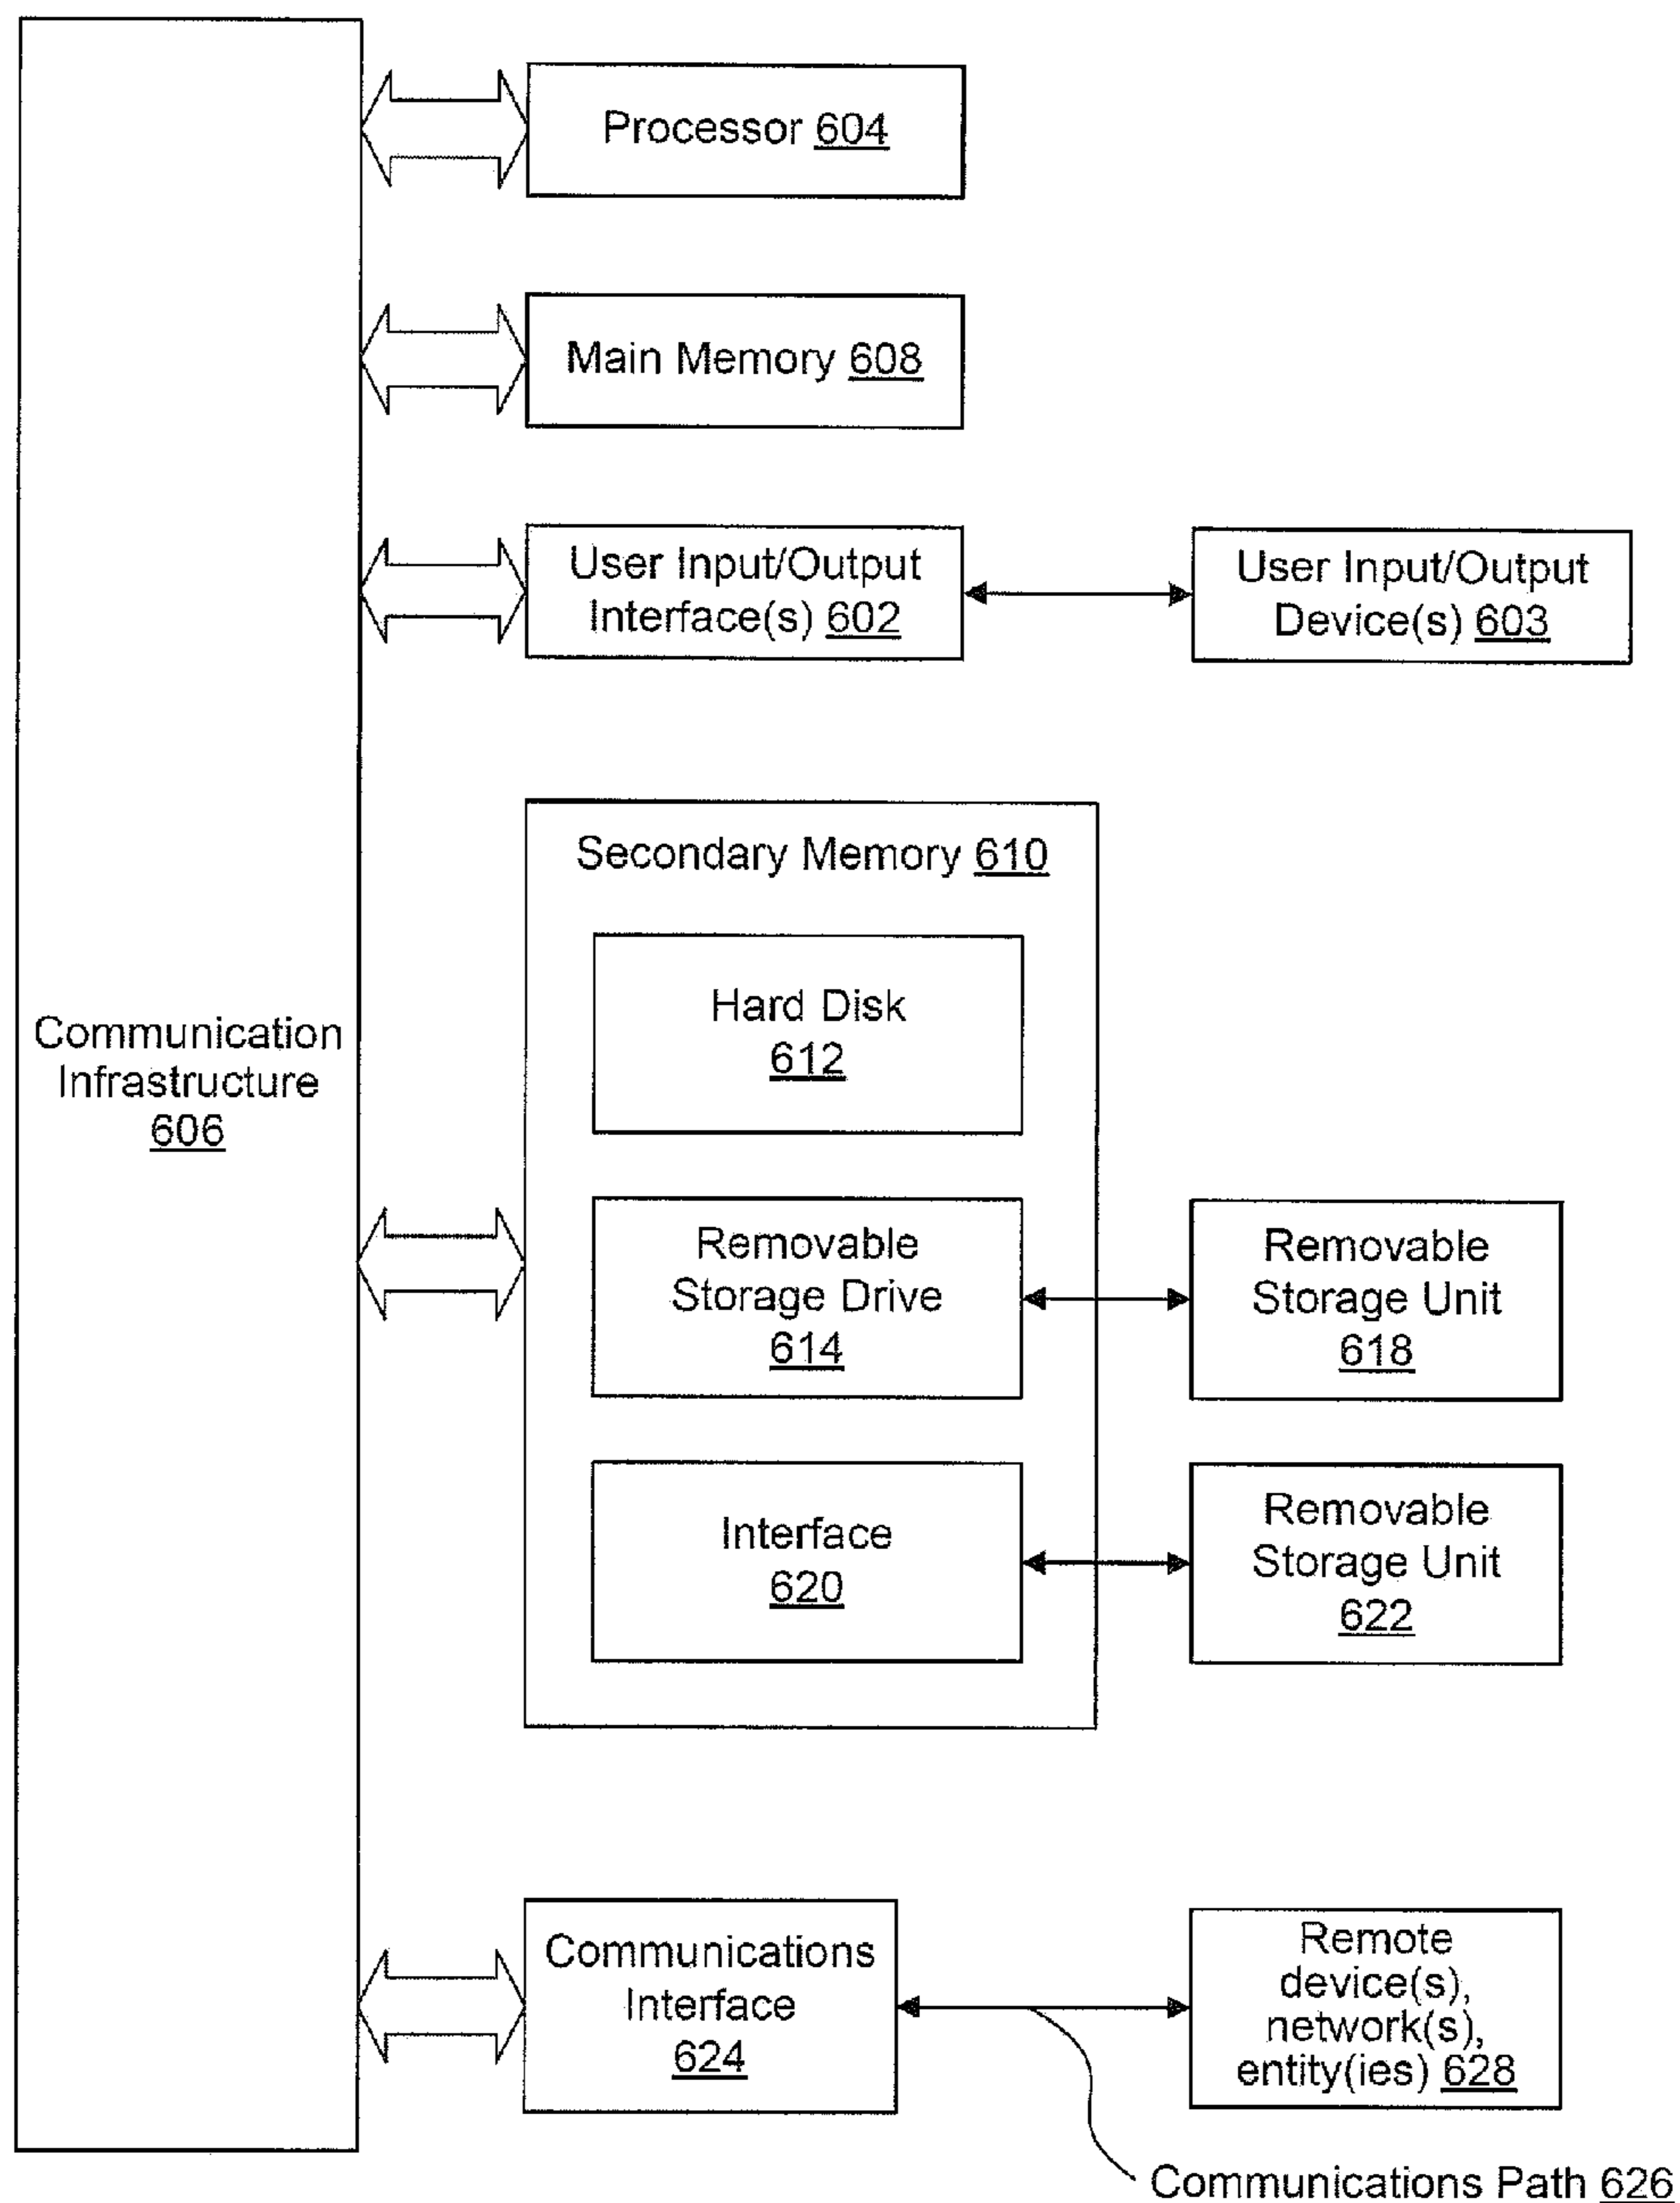 Processor 604
Main Memory 608
User Input/Output
Interface(s) 602
User Input/Output
Device(s) 603
Secondary Memory 610
Hard Disk
612
Communication
Infrastructure
606
Removable
Storage Drive
614
Removable
Storage Unit
618
Interface
620
Removable
Storage Unit
622
Communications
Interface
624
Remote
device(s),
network(s),
entity(ies) 628
Communications Path 626